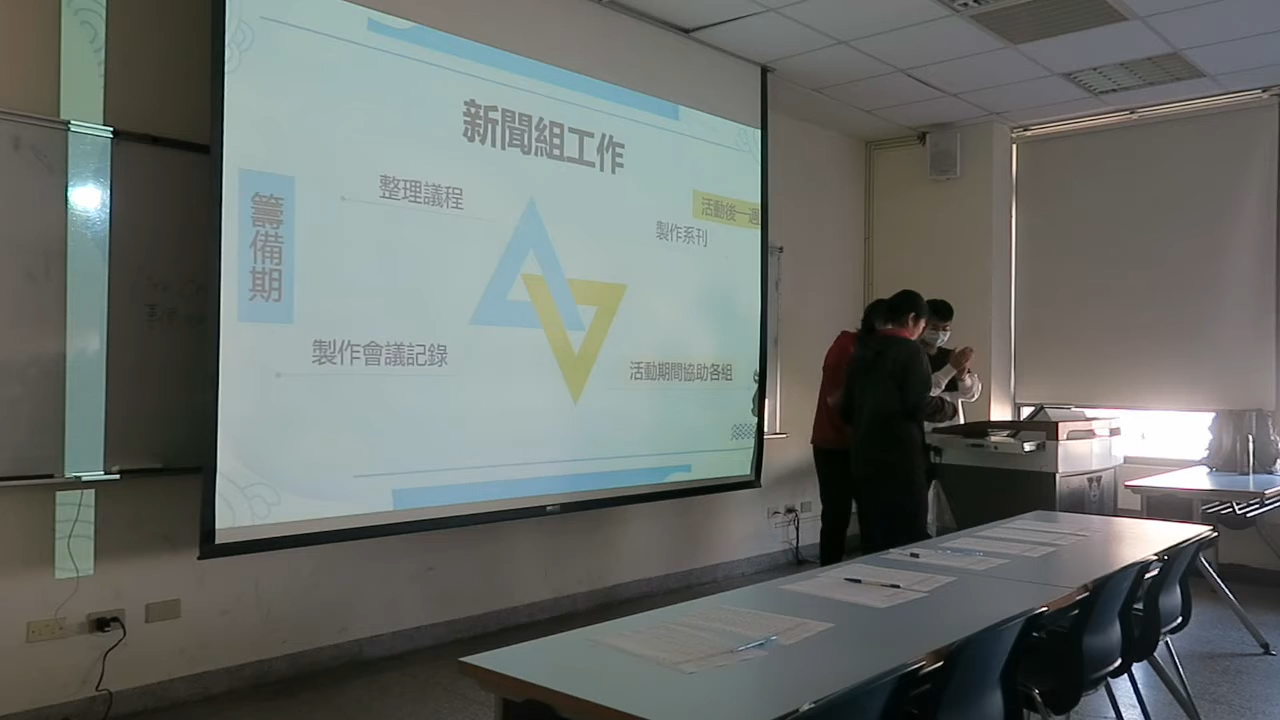 新聞組工作
籌備期
整理議程
製作會議記錄
活動後一週
製作系刊
活動期間協助各組